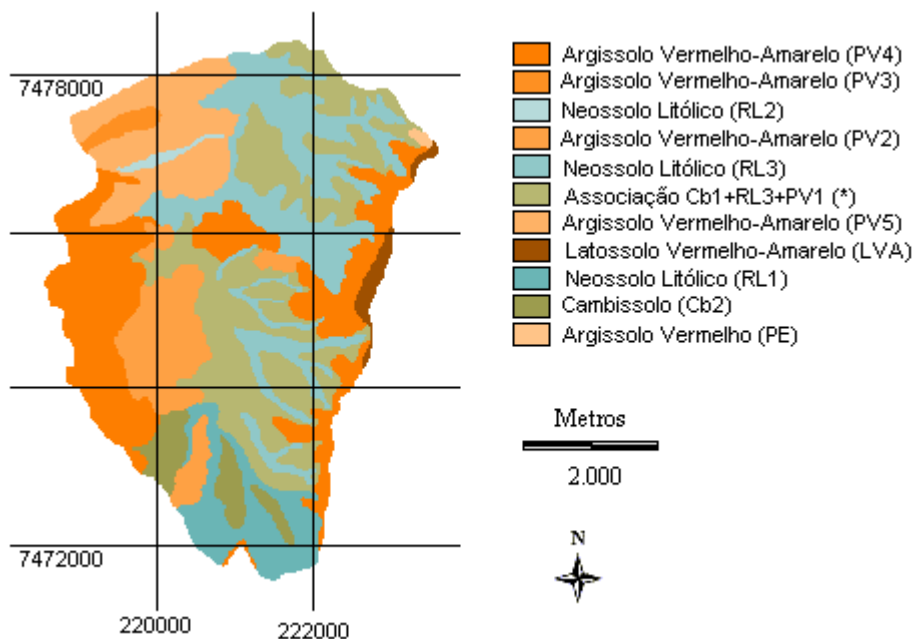 7478000
7472000
220000
222000
Argissolo Vermelho-Amarelo (PV4)
Argissolo Vermelho-Amarelo (PV3)
Neossolo Litólico (RL2)
Argissolo Vermelho-Amarelo (PV2)
Neossolo Litólico (RL3)
Associação Cb1+RL3+PV1 (*)
Argissolo Vermelho-Amarelo (PV5)
Latossolo Vermelho-Amarelo (LVA)
Neossolo Litólico (RL1)
Cambissolo (Cb2)
Argissolo Vermelho (PE)
Metros
2.000
N